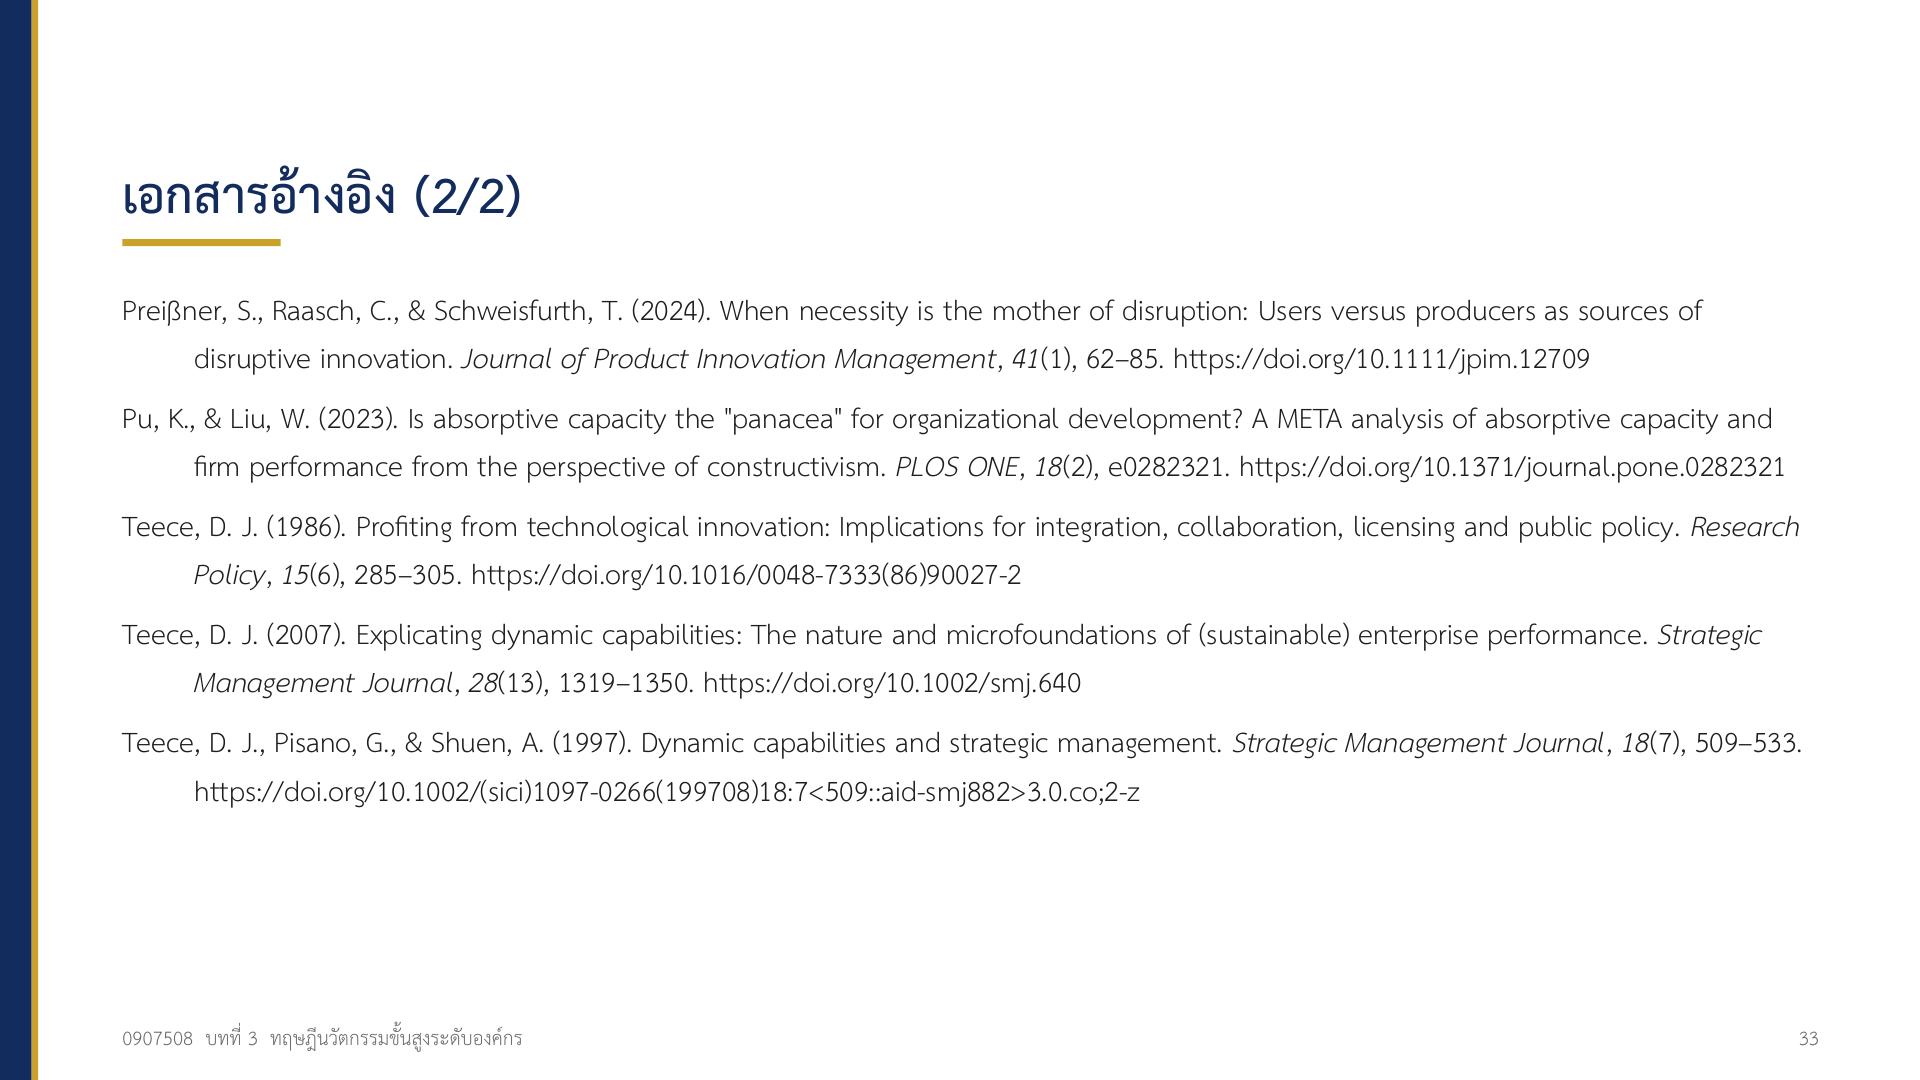 เอกสารอ้างอิง (2/2)
Preißner, S., Raasch, C., & Schweisfurth, T. (2024). When necessity is the mother of disruption: Users versus producers as sources of
disruptive innovation. Journal of Product Innovation Management, 41(1), 62–85. https://doi.org/10.1111/jpim.12709
Pu, K., & Liu, W. (2023). Is absorptive capacity the "panacea" for organizational development? A META analysis of absorptive capacity and
firm performance from the perspective of constructivism. PLOS ONE, 18(2), e0282321. https://doi.org/10.1371/journal.pone.0282321
Teece, D. J. (1986). Profiting from technological innovation: Implications for integration, collaboration, licensing and public policy. Research
Policy, 15(6), 285–305. https://doi.org/10.1016/0048-7333(86)90027-2
Teece, D. J. (2007). Explicating dynamic capabilities: The nature and microfoundations of (sustainable) enterprise performance. Strategic
Management Journal, 28(13), 1319–1350. https://doi.org/10.1002/smj.640
Teece, D. J., Pisano, G., & Shuen, A. (1997). Dynamic capabilities and strategic management. Strategic Management Journal, 18(7), 509–533.
https://doi.org/10.1002/(sici)1097-0266(199708)18:7<509::aid-smj882>3.0.co;2-z
0907508 บทที่ 3 ทฤษฎีนวัตกรรมขั้นสูงระดับองค์กร
33